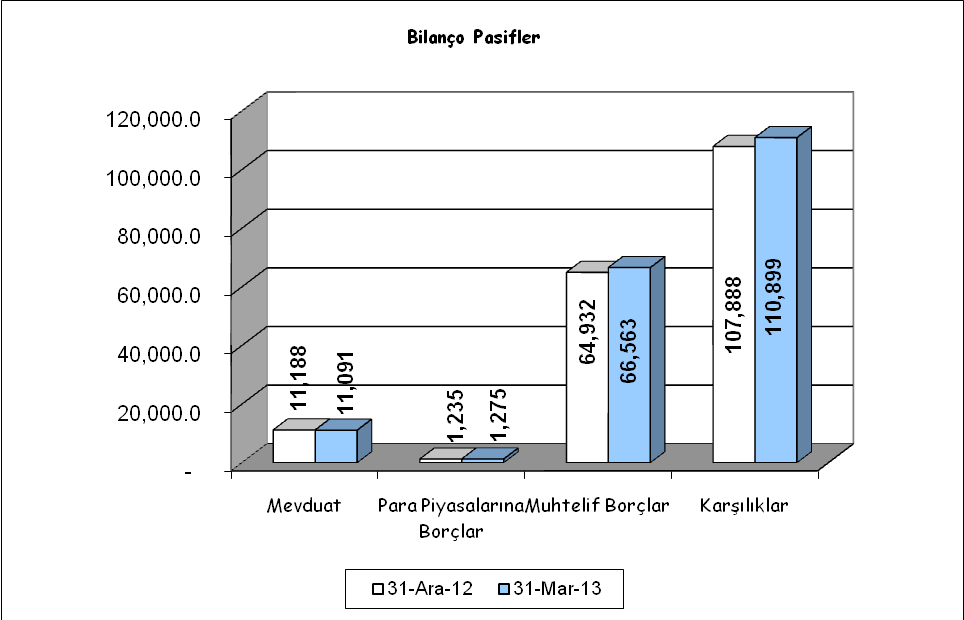 Bilanço Pasifler
120,000.0
100,000.0
80,000.0
60,000.0
40,000.0
20,000.0
-
11,188
11,091
1,235
1,275
64,932
66,563
107,888
110,899
Mevduat
Para Piyasalarına
Borçlar
Muhtelif Borçlar
Karşılıklar
31-Ara-12
31-Mar-13